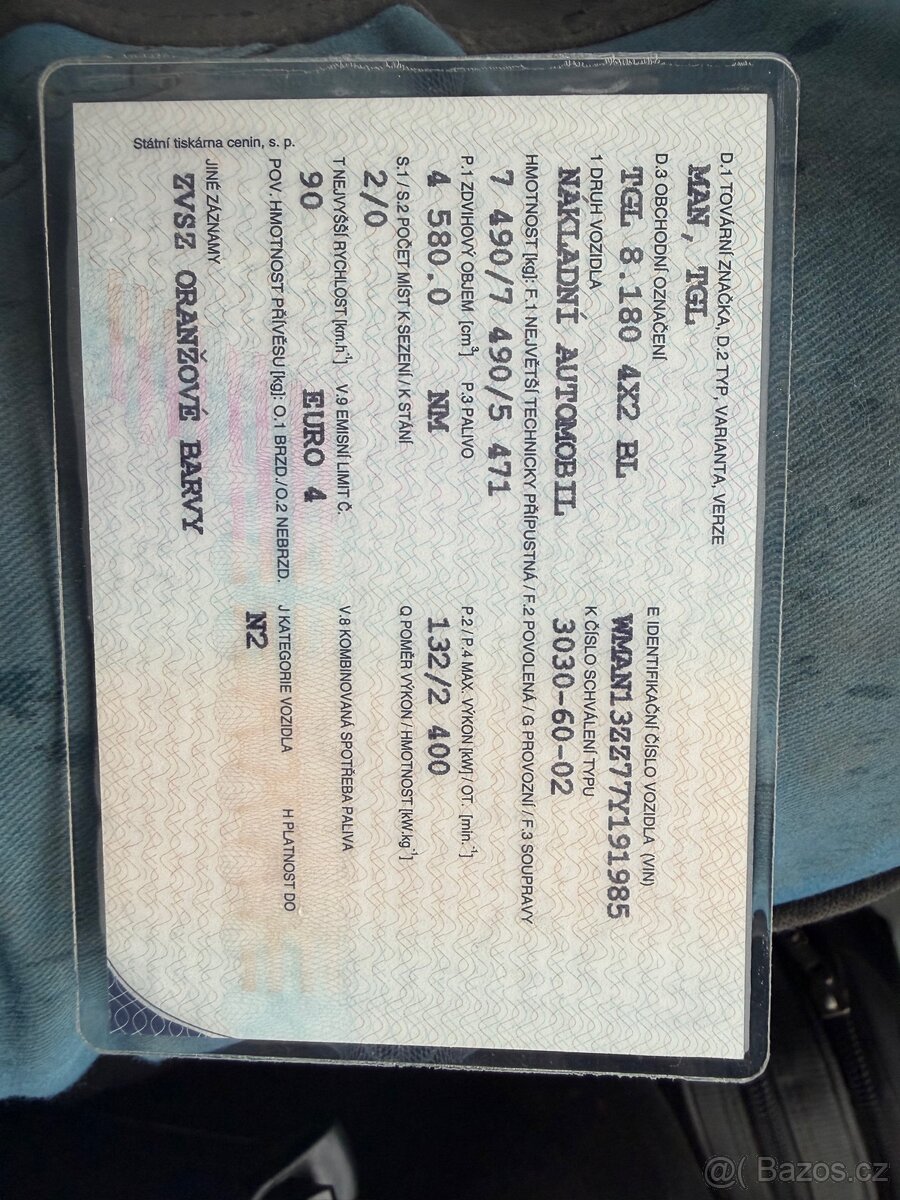 D.1 TOVÁRNÍ ZNAČKA, D.2 TYP, VARIANTA, VERZE
MAN, TGL
D.3 OBCHODNÍ OZNAČENÍ
E IDENTIFIKAČNÍ ČÍSLO VOZIDLA (VIN)
TGL 8.180 4X2 BL
WMAN13ZZ77Y191985
1 DRUH VOZIDLA
K ČÍSLO SCHVÁLENÍ TYPU
NÁKLADNÍ AUTOMOBIL
3030-60-02
HMOTNOST [kg]: F.1 NEJVĚTŠÍ TECHNICKY PŘÍPUSTNÁ / F.2 POVOLENÁ / G PROVOZNÍ / F.3 SOUPRAVY
7 490/7 490/5 471
P.1 ZDVIHOVÝ OBJEM [cm³] P.3 PALIVO
P.2 / P.4 MAX. VÝKON [kW] / OT. [min.⁻¹]
4 580.0 NM
132/2 400
S.1 / S.2 POČET MÍST K SEZENÍ / K STÁNÍ
Q POMĚR VÝKON / HMOTNOST [kW.kg⁻¹]
2/0
T NEJVYŠŠÍ RYCHLOST [km.h⁻¹] V.9 EMISNÍ LIMIT Č.
V.8 KOMBINOVANÁ SPOTŘEBA PALIVA
90 EURO 4
POV. HMOTNOST PŘÍVĚSU [kg]: O.1 BRZD./O.2 NEBRZD.
J KATEGORIE VOZIDLA
H PLATNOST DO
N2
JINÉ ZÁZNAMY
ZVSZ ORANŽOVÉ BARVY
Státní tiskárna cenin, s. p.
@( Bazos.cz